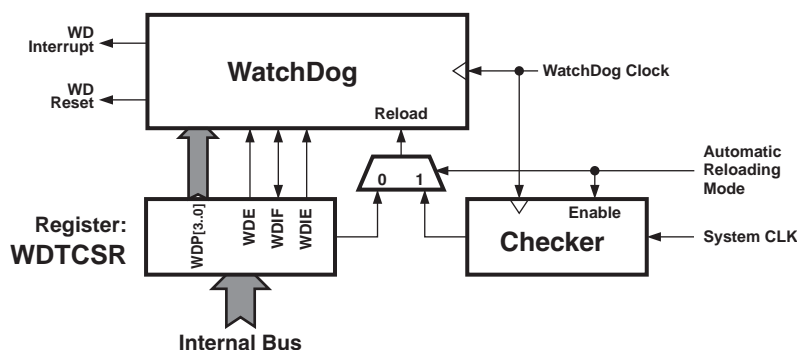 WD
Interrupt
WatchDog
WatchDog Clock
WD
Reset
Reload
Automatic
Reloading
Mode
0 1
Register:
WDTCSR
WDP[3..0]
WDE
WDIF
WDIE
Enable
Checker
System CLK
Internal Bus